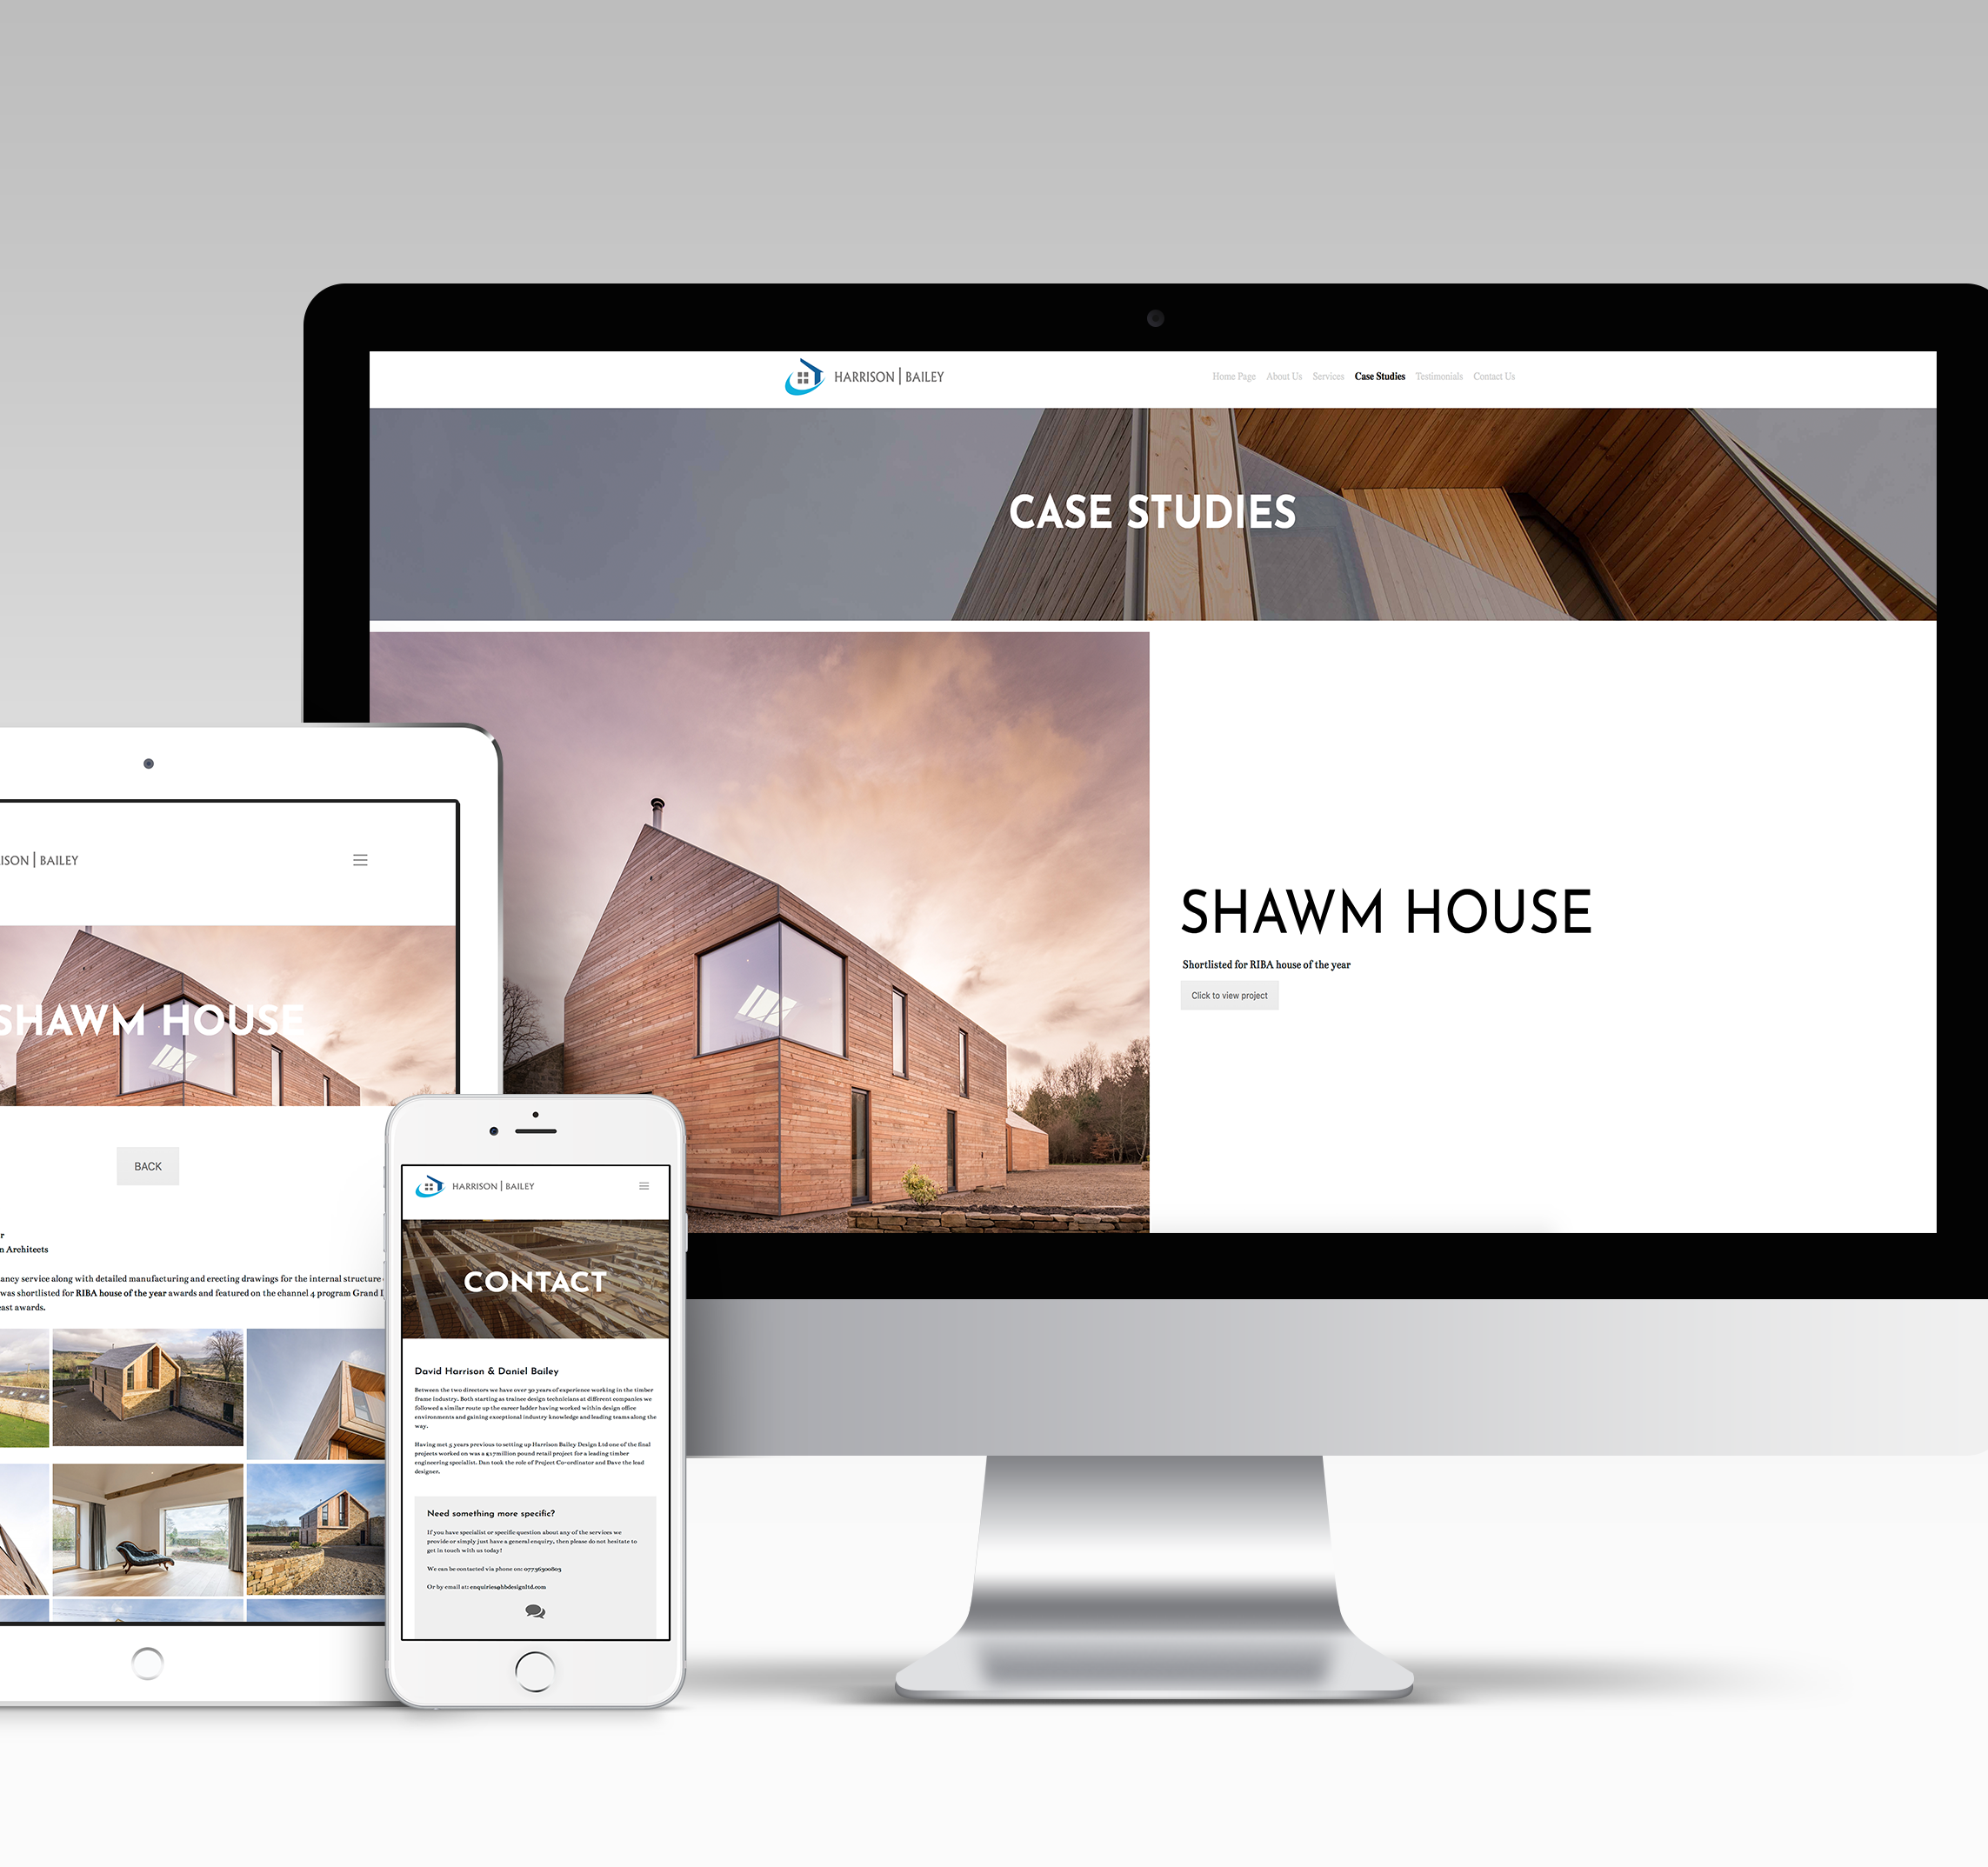 HARRISON | BAILEY
Home Page About Us Services Case Studies Testimonials Contact Us
CASE STUDIES
SHAWM HOUSE
Shortlisted for RIBA house of the year
Click to view project
ISON | BAILEY
SHAWM HOUSE
BACK
r
n Architects
ancy service along with detailed manufacturing and erecting drawings for the internal structure
was shortlisted for RIBA house of the year awards and featured on the channel 4 program Grand
ast awards.
HARRISON | BAILEY
CONTACT
David Harrison & Daniel Bailey
Between the two directors we have over 30 years of experience working in the timber
frame industry. Both starting as trainee design technicians at different companies we
followed a similar route up the career ladder having worked within design office
environments and gaining exceptional industry knowledge and leading teams along the
way.
Having met 5 years previous to setting up Harrison Bailey Design Ltd one of the final
projects worked on was a £17million pound retail project for a leading timber
engineering specialist. Dan took the role of Project Co-ordinator and Dave the lead
designer.
Need something more specific?
If you have specialist or specific question about any of the services we
provide or simply just have a general enquiry, then please do not hesitate to
get in touch with us today!
We can be contacted via phone on: 07736300803
Or by email at: enquiries@hbdesignltd.com